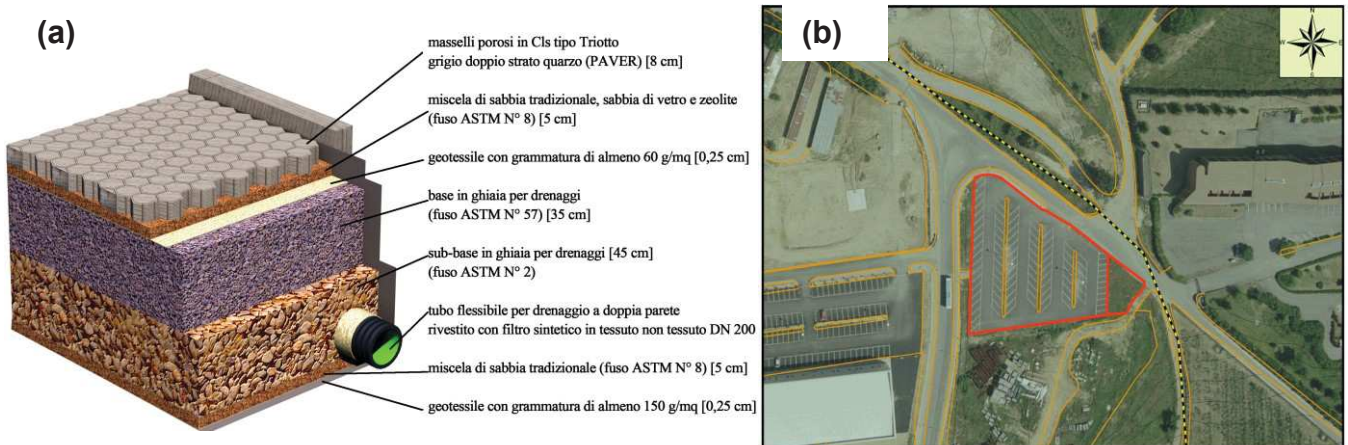 (a)
masselli porosi in Cls tipo Triotto
grigio doppio strato quarzo (PAVER) [8 cm]
miscela di sabbia tradizionale, sabbia di vetro e zeolite
(fuso ASTM N° 8) [5 cm]
geotessile con grammatura di almeno 60 g/mq [0,25 cm]
base in ghiaia per drenaggi
(fuso ASTM N° 57) [35 cm]
sub-base in ghiaia per drenaggi [45 cm]
(fuso ASTM N° 2)
tubo flessibile per drenaggio a doppia parete
rivestito con filtro sintetico in tessuto non tessuto DN 200
miscela di sabbia tradizionale (fuso ASTM N° 8) [5 cm]
geotessile con grammatura di almeno 150 g/mq [0,25 cm]
(b)
N
W
E
S